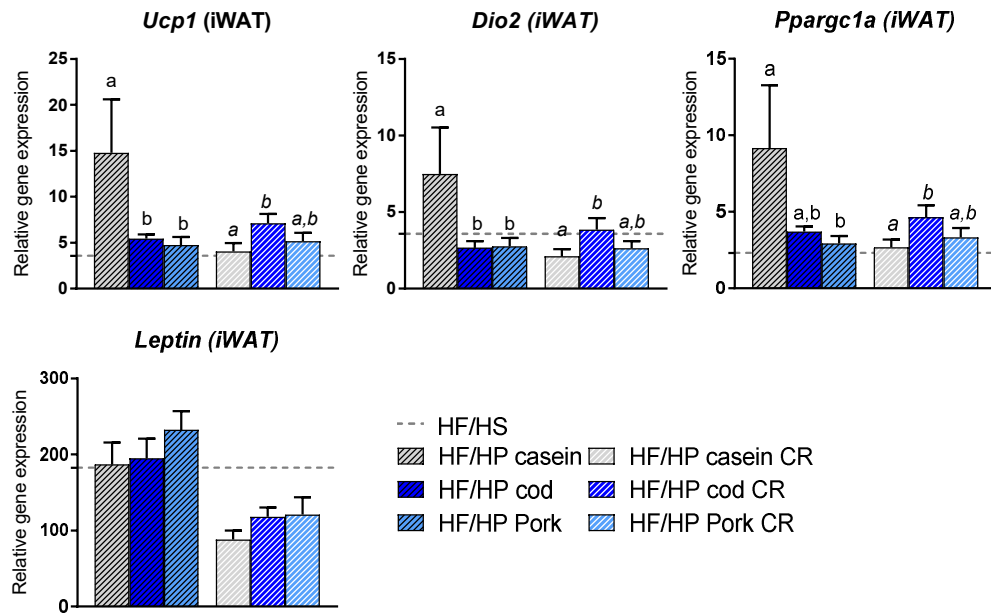 Ucp1 (iWAT)
Relative gene expression
25
20
15
10
5
0
a
b
b
a
b
a,b
Dio2 (iWAT)
Relative gene expression
15
10
5
0
a
b
b
a
b
a,b
Ppargc1a (iWAT)
Relative gene expression
15
10
5
0
a
a,b
b
a
b
a,b
Leptin (iWAT)
Relative gene expression
300
200
100
0
HF/HS
HF/HP casein
HF/HP casein CR
HF/HP cod
HF/HP cod CR
HF/HP Pork
HF/HP Pork CR